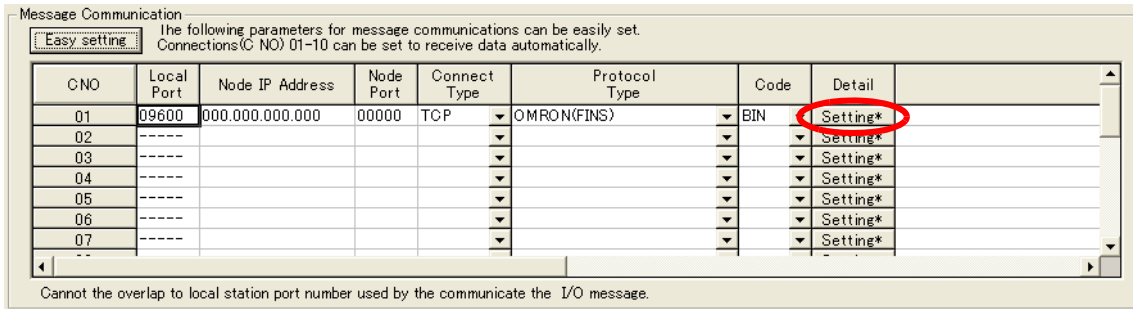 Message Communication
Easy setting
The following parameters for message communications can be easily set.
Connections(C NO) 01-10 can be set to receive data automatically.
CNO Local Port Node IP Address Node Port Connect Type Protocol Type Code Detail
01 09600 000.000.000.000 00000 TCP OMRON(FINS) BIN Setting*
02 ----- Setting*
03 ----- Setting*
04 ----- Setting*
05 ----- Setting*
06 ----- Setting*
07 ----- Setting*
Cannot the overlap to local station port number used by the communicate the I/O message.